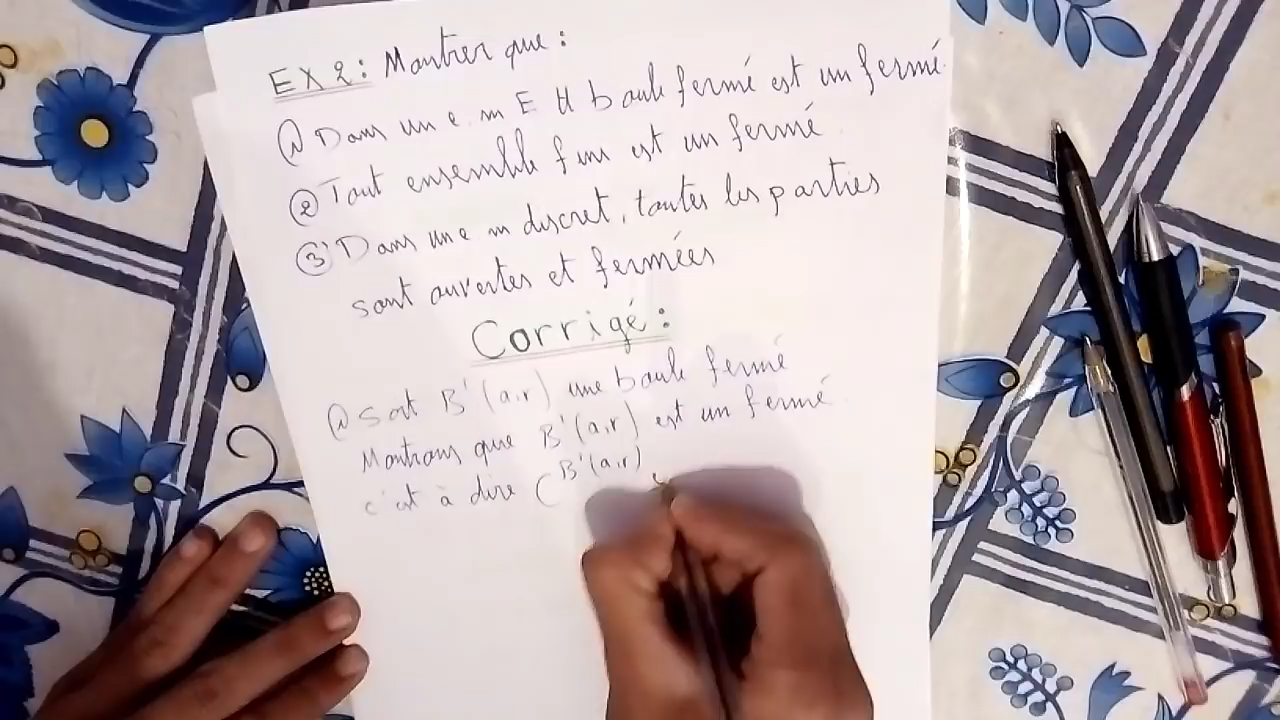 EX2: Montrer que :
① Dans un e.m E tt boule fermé est un fermé.
② Tout ensemble fini est un fermé.
③ Dans un e.m discret, toutes les parties
sont ouvertes et fermées
Corrigé :
① Soit B'(a,r) une boule fermé
Montrons que B'(a,r) est un fermé.
c'est à dire C B'(a,r)